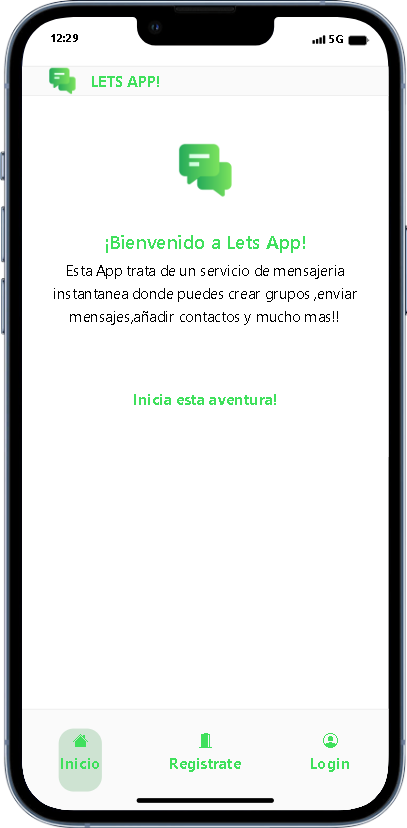 12:29
5G
LETS APP!
¡Bienvenido a Lets App!
Esta App trata de un servicio de mensajeria
instantanea donde puedes crear grupos ,enviar
mensajes,añadir contactos y mucho mas!!
Inicia esta aventura!
Inicio
Registrate
Login